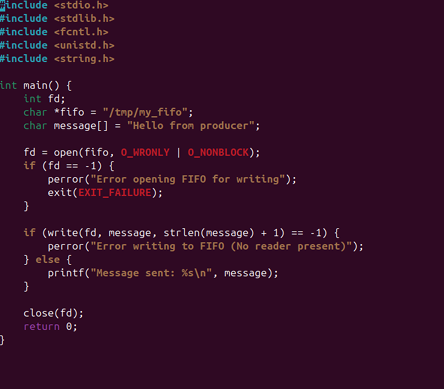 #include <stdio.h>
#include <stdlib.h>
#include <fcntl.h>
#include <unistd.h>
#include <string.h>

int main() {
    int fd;
    char *fifo = "/tmp/my_fifo";
    char message[] = "Hello from producer";

    fd = open(fifo, O_WRONLY | O_NONBLOCK);
    if (fd == -1) {
        perror("Error opening FIFO for writing");
        exit(EXIT_FAILURE);
    }

    if (write(fd, message, strlen(message) + 1) == -1) {
        perror("Error writing to FIFO (No reader present)");
    } else {
        printf("Message sent: %s\n", message);
    }

    close(fd);
    return 0;
}